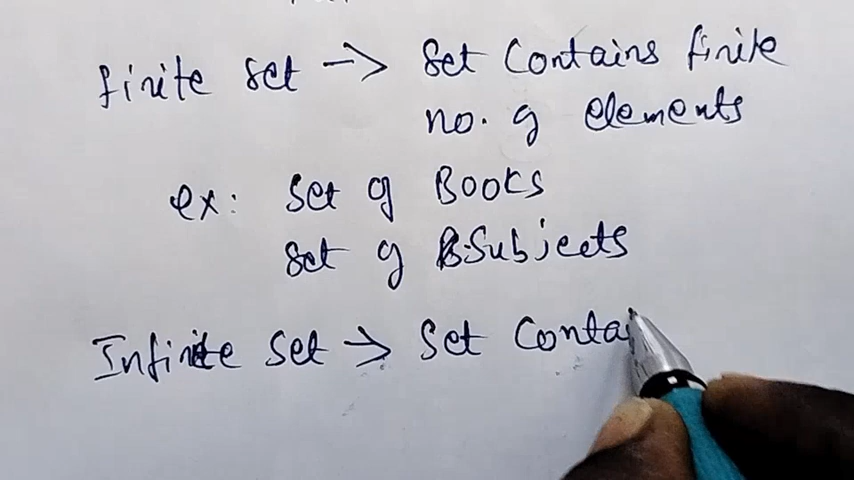 finite set -> Set Contains finite
no. of elements
ex: Set of Books
Set of Subjects
Infinite set -> Set Conta